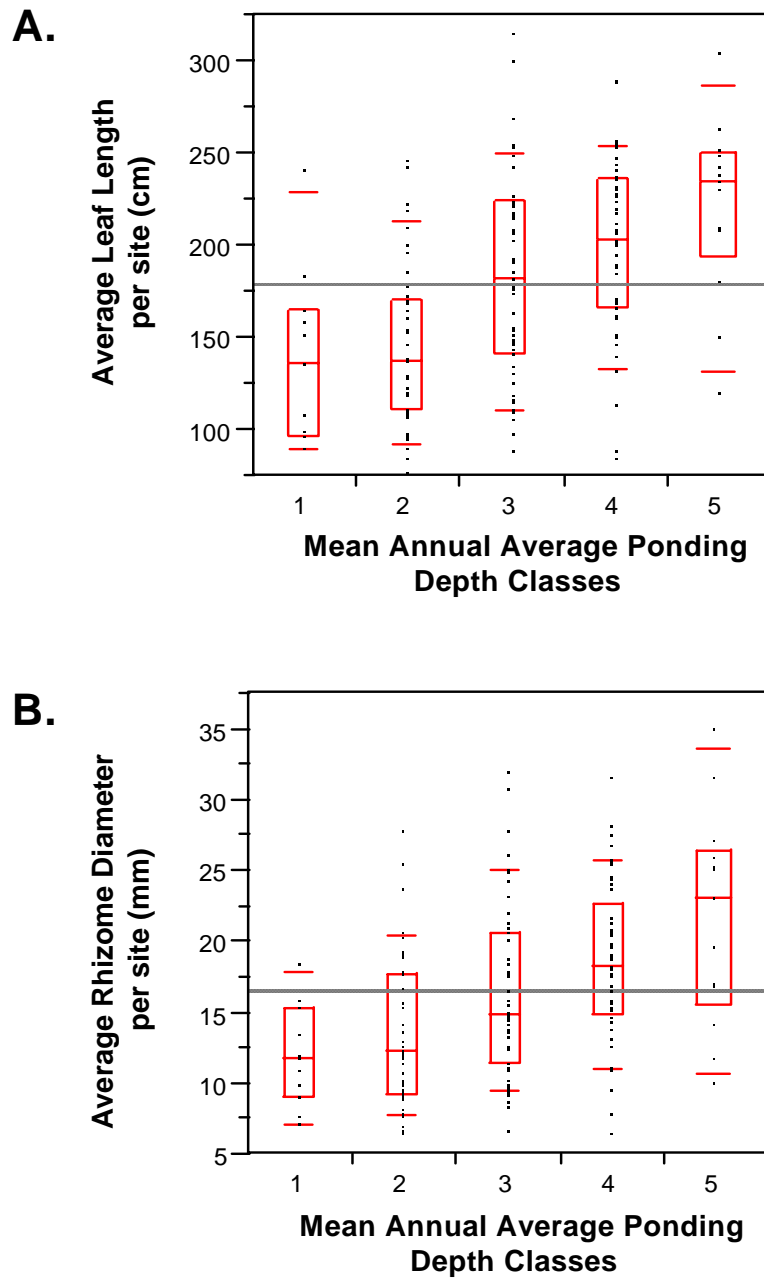 A.
Average Leaf Length
per site (cm)
300
250
200
150
100
1 2 3 4 5
Mean Annual Average Ponding
Depth Classes
B.
Average Rhizome Diameter
per site (mm)
35
30
25
20
15
10
5
1 2 3 4 5
Mean Annual Average Ponding
Depth Classes